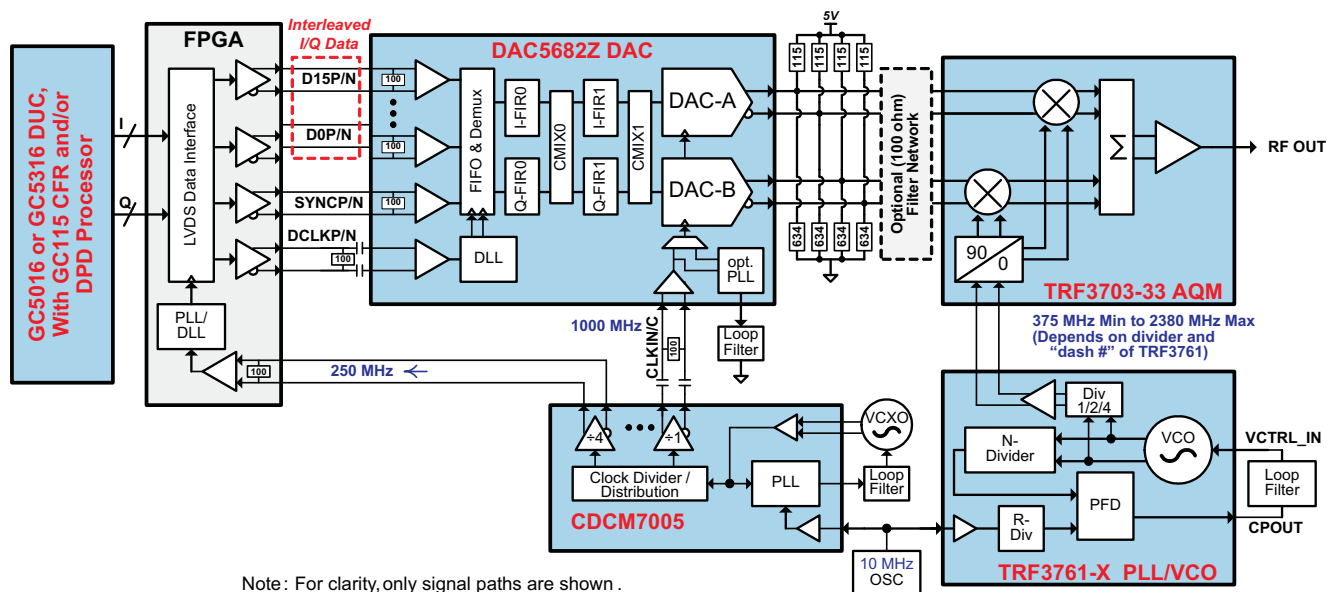 GC5016 or GC5316 DUC,
With GC115 CFR and/or
DPD Processor
I
Q
FPGA
LVDS Data Interface
PLL/
DLL
100
Interleaved
I/Q Data
D15P/N
D0P/N
SYNCP/N
DCLKP/N
100
100
100
100
250 MHz
DAC5682Z DAC
FIFO & Demux
I-FIR0
Q-FIR0
CMIX0
I-FIR1
Q-FIR1
CMIX1
DAC-A
DAC-B
DLL
opt.
PLL
Loop
Filter
1000 MHz
CLKIN/C
100
5V
115
115
115
115
634
634
634
634
Optional (100 ohm)
Filter Network
Σ
RF OUT
90
0
TRF3703-33 AQM
375 MHz Min to 2380 MHz Max
(Depends on divider and
"dash #" of TRF3761)
÷4
÷1
Clock Divider /
Distribution
PLL
VCXO
Loop
Filter
CDCM7005
10 MHz
OSC
Div
1/2/4
N-
Divider
VCO
PFD
R-
Div
VCTRL_IN
Loop
Filter
CPOUT
TRF3761-X PLL/VCO
Note: For clarity, only signal paths are shown .